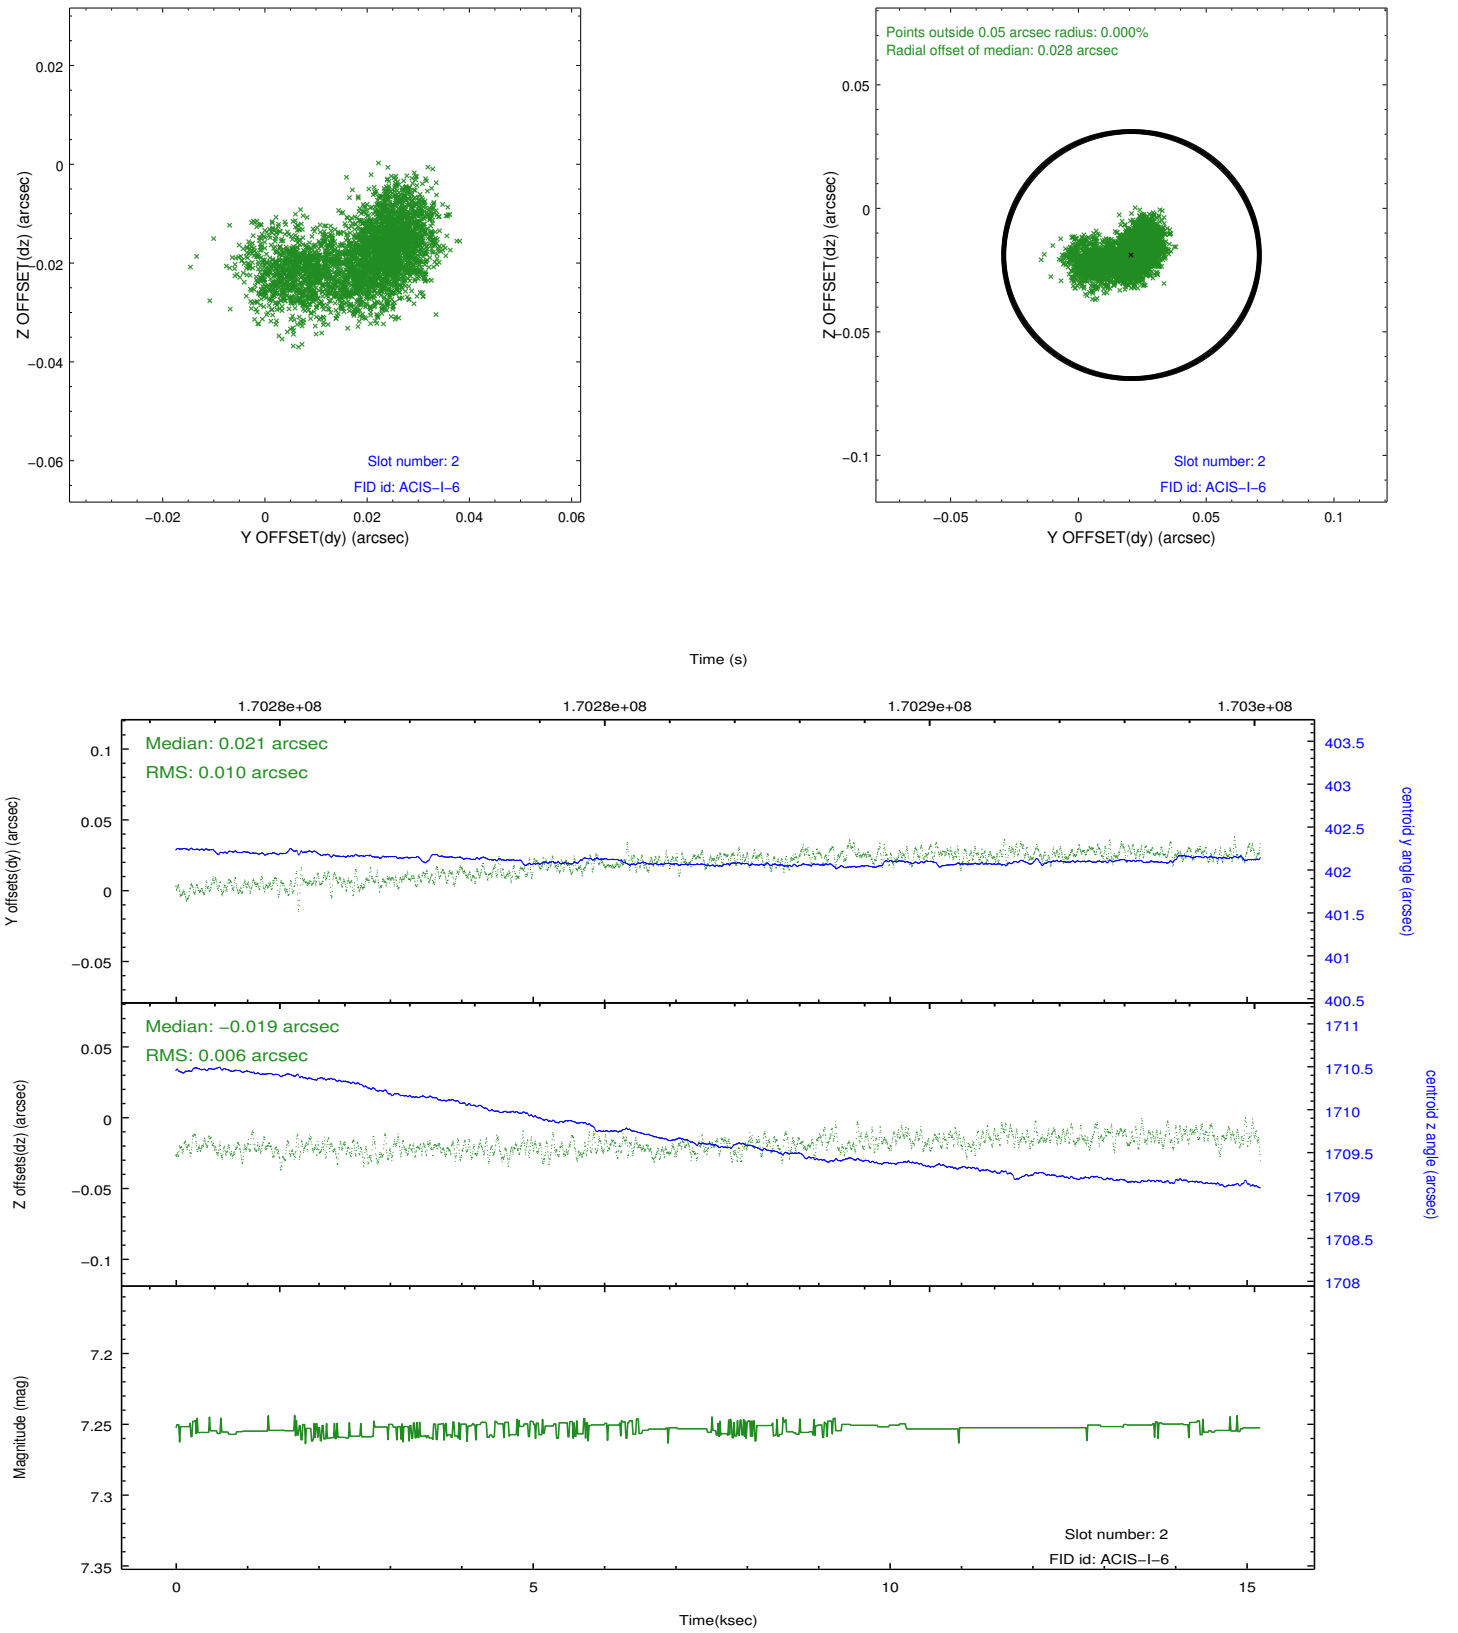 0.02
0
−0.02
−0.04
−0.06
Z OFFSET(dz) (arcsec)
Slot number: 2
FID id: ACIS−I−6
−0.02 0 0.02 0.04 0.06
Y OFFSET(dy) (arcsec)
Points outside 0.05 arcsec radius: 0.000%
Radial offset of median: 0.028 arcsec
0.05
0
−0.05
−0.1
Z OFFSET(dz) (arcsec)
Slot number: 2
FID id: ACIS−I−6
−0.05 0 0.05 0.1
Y OFFSET(dy) (arcsec)
Time (s)
1.7028e+08 1.7028e+08 1.7029e+08 1.703e+08
Median: 0.021 arcsec
RMS: 0.010 arcsec
0.1
0.05
0
−0.05
Y offsets(dy) (arcsec)
403.5
403
402.5
402
401.5
401
400.5
centroid y angle (arcsec)
Median: −0.019 arcsec
RMS: 0.006 arcsec
0.05
0
−0.05
−0.1
Z offsets(dz) (arcsec)
1711
1710.5
1710
1709.5
1709
1708.5
1708
centroid z angle (arcsec)
7.2
7.25
7.3
7.35
Magnitude (mag)
Slot number: 2
FID id: ACIS−I−6
0 5 10 15
Time(ksec)